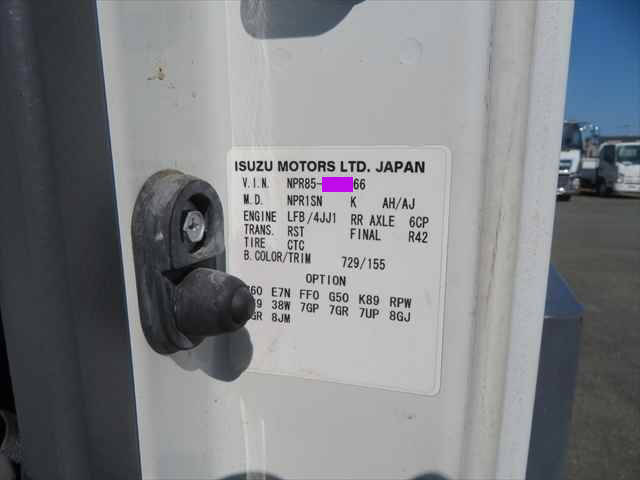 ISUZU MOTORS LTD. JAPAN
V.I.N. NPR85- 66
M.D. NPR1SN K AH/AJ
ENGINE LFB/4JJ1 RR AXLE 6CP
TRANS. RST FINAL R42
TIRE CTC
B.COLOR/TRIM 729/155
OPTION
E7N FF0 G50 K89 RPW
38W 7GP 7GR 7UP 8GJ
8JM